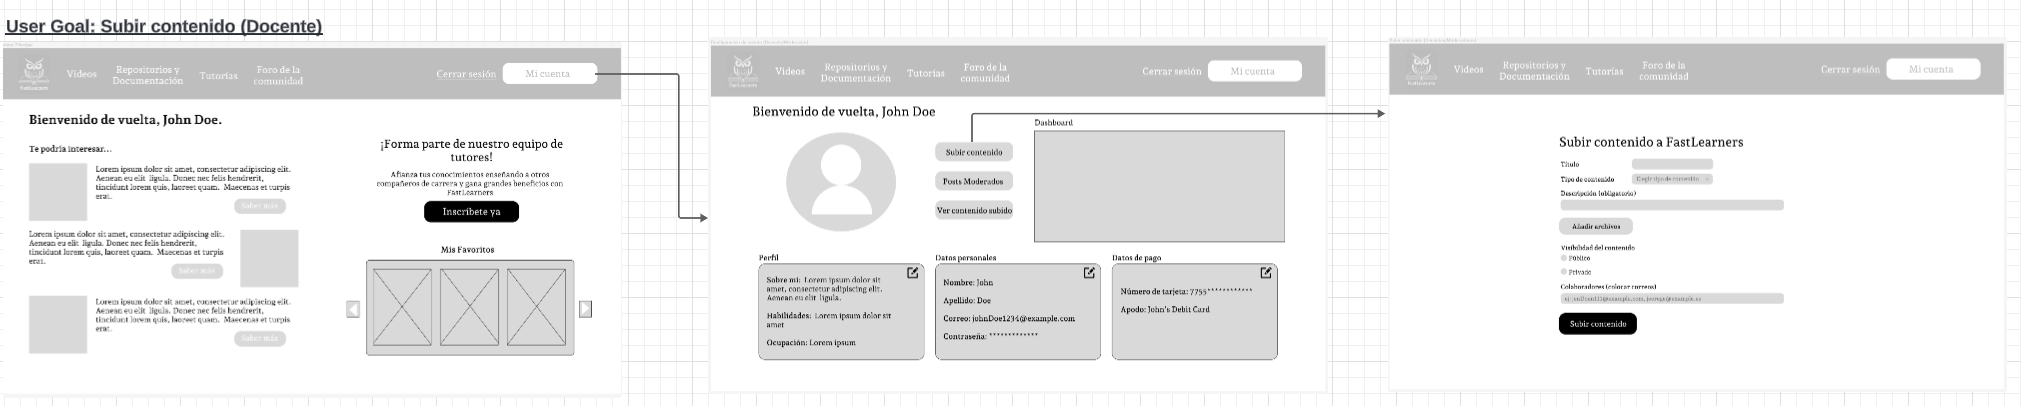 User Goal: Subir contenido (Docente)
FastLearners
Videos
Repositorios y
Documentación
Tutorías
Foro de la
comunidad
Cerrar sesión
Mi cuenta
Bienvenido de vuelta, John Doe.
Te podría interesar...
Lorem ipsum dolor sit amet, consectetur adipiscing elit.
Aenean eu elit ligula. Donec nec felis hendrerit,
tincidunt lorem quis, laoreet quam. Maecenas et turpis
erat.
Saber más
Lorem ipsum dolor sit amet, consectetur adipiscing elit.
Aenean eu elit ligula. Donec nec felis hendrerit,
tincidunt lorem quis, laoreet quam. Maecenas et turpis
erat.
Saber más
Lorem ipsum dolor sit amet, consectetur adipiscing elit.
Aenean eu elit ligula. Donec nec felis hendrerit,
tincidunt lorem quis, laoreet quam. Maecenas et turpis
erat.
Saber más
¡Forma parte de nuestro equipo de
tutores!
Afianza tus conocimientos enseñando a otros
compañeros de carrera y gana grandes beneficios con
FastLearners
Inscríbete ya
Mis Favoritos
FastLearners
Videos
Repositorios y
Documentación
Tutorías
Foro de la
comunidad
Cerrar sesión
Mi cuenta
Bienvenido de vuelta, John Doe
Subir contenido
Posts Moderados
Ver contenido subido
Dashboard
Perfil
Sobre mi: Lorem ipsum dolor sit
amet, consectetur adipiscing elit.
Aenean eu elit ligula.
Habilidades: Lorem ipsum dolor sit
amet
Ocupación: Lorem ipsum
Datos personales
Nombre: John
Apellido: Doe
Correo: johnDoe1234@example.com
Contraseña: *************
Datos de pago
Número de tarjeta: 7755************
Apodo: John's Debit Card
FastLearners
Videos
Repositorios y
Documentación
Tutorías
Foro de la
comunidad
Cerrar sesión
Mi cuenta
Subir contenido a FastLearners
Título
Tipo de contenido
Elegir tipo de contenido
Descripción (obligatorio)
Añadir archivos
Visibilidad del contenido
Público
Privado
Colaboradores (colocar correos)
Subir contenido